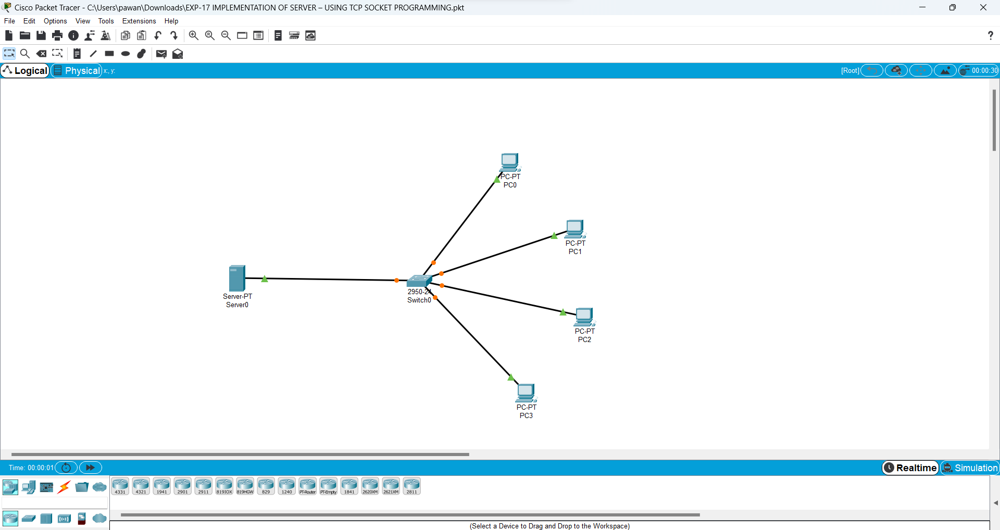 Cisco Packet Tracer - C:\Users\pawan\Downloads\EXP-17 IMPLEMENTATION OF SERVER – USING TCP SOCKET PROGRAMMING.pkt
File Edit Options View Tools Extensions Help
?
Logical Physical x:, y: [Root] 00:00:30
PC-PT
PC0
PC-PT
PC1
Server-PT
Server0
2950-24
Switch0
PC-PT
PC2
PC-PT
PC3
Time: 00:00:01 Realtime Simulation
4331 4321 1941 2901 2911 819IOX 819HGW 829 1240 PT-Router PT-Empty 1841 2620XM 2621XM 2811
(Select a Device to Drag and Drop to the Workspace)